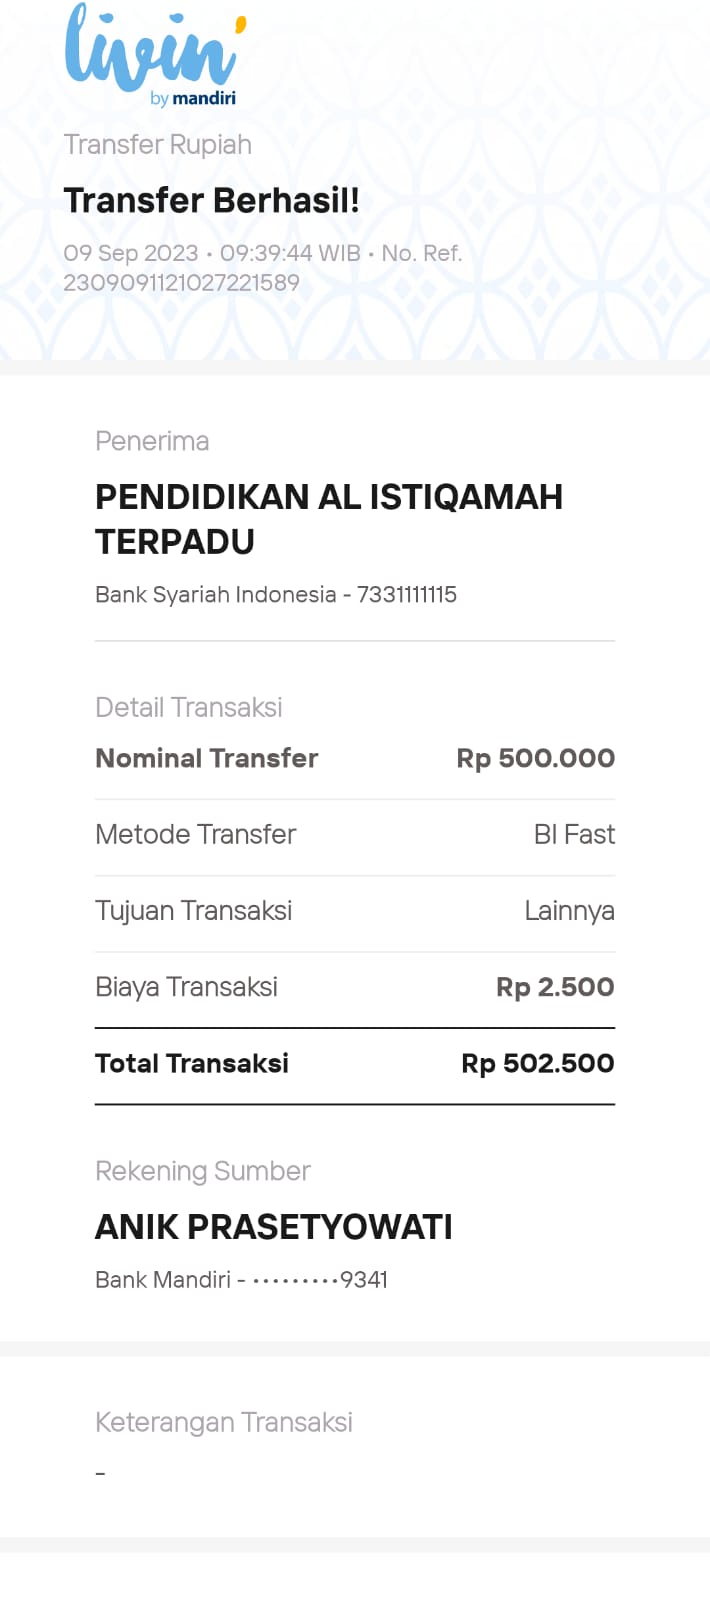 livin'
by mandiri
Transfer Rupiah
Transfer Berhasil!
09 Sep 2023 • 09:39:44 WIB • No. Ref.
2309091121027221589
Penerima
PENDIDIKAN AL ISTIQAMAH
TERPADU
Bank Syariah Indonesia - 7331111115
Detail Transaksi
Nominal Transfer Rp 500.000
Metode Transfer BI Fast
Tujuan Transaksi Lainnya
Biaya Transaksi Rp 2.500
Total Transaksi Rp 502.500
Rekening Sumber
ANIK PRASETYOWATI
Bank Mandiri - •••••••••9341
Keterangan Transaksi
-